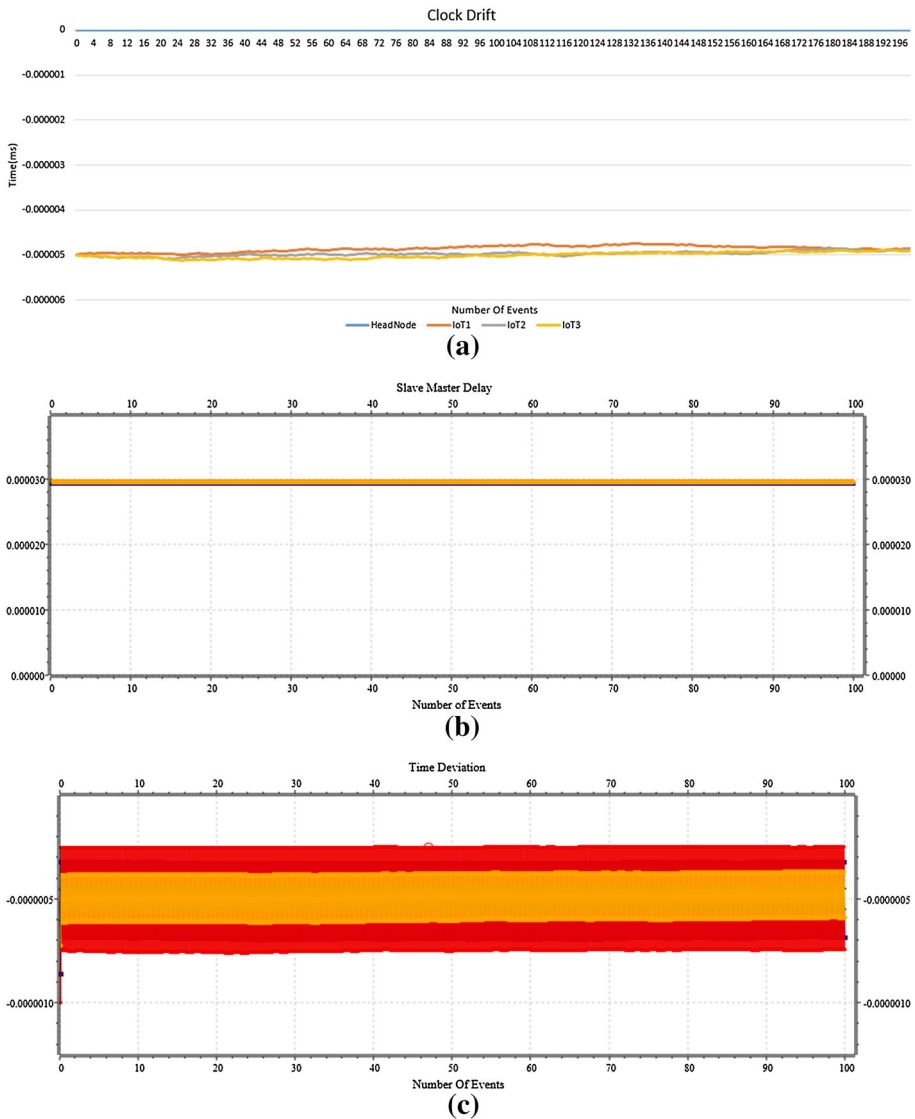 Clock Drift
0
0 4 8 12 16 20 24 28 32 36 40 44 48 52 56 60 64 68 72 76 80 84 88 92 96 100 104 108 112 116 120 124 128 132 136 140 144 148 152 156 160 164 168 172 176 180 184 188 192 196
-0.000001
-0.000002
-0.000003
-0.000004
-0.000005
-0.000006
Time(ms)
Number Of Events
HeadNode IoT1 IoT2 IoT3
(a)
Slave Master Delay
0 10 20 30 40 50 60 70 80 90 100
0.000030 0.000030
0.000020 0.000020
0.000010 0.000010
0.00000 0.00000
0 10 20 30 40 50 60 70 80 90 100
Number of Events
(b)
Time Deviation
0 10 20 30 40 50 60 70 80 90 100
-0.0000005 -0.0000005
-0.0000010 -0.0000010
0 10 20 30 40 50 60 70 80 90 100
Number Of Events
(c)